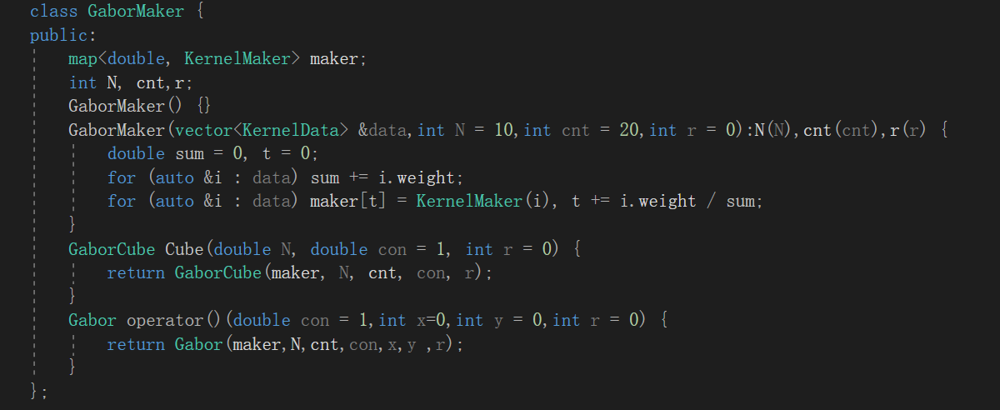 class GaborMaker {
public:
    map<double, KernelMaker> maker;
    int N, cnt,r;
    GaborMaker() {}
    GaborMaker(vector<KernelData> &data,int N = 10,int cnt = 20,int r = 0):N(N),cnt(cnt),r(r) {
        double sum = 0, t = 0;
        for (auto &i : data) sum += i.weight;
        for (auto &i : data) maker[t] = KernelMaker(i), t += i.weight / sum;
    }
    GaborCube Cube(double N, double con = 1, int r = 0) {
        return GaborCube(maker, N, cnt, con, r);
    }
    Gabor operator()(double con = 1,int x=0,int y = 0,int r = 0) {
        return Gabor(maker,N,cnt,con,x,y ,r);
    }
};